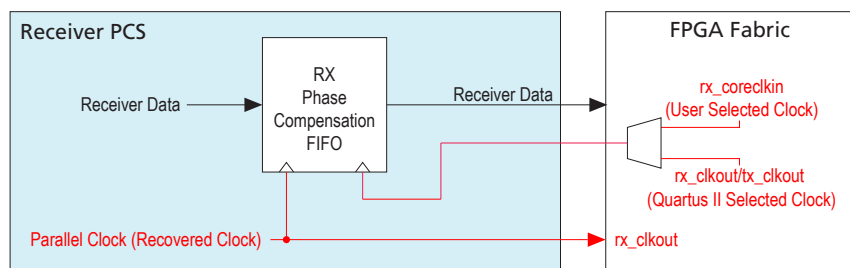 Receiver PCS
FPGA Fabric
RX
Phase
Compensation
FIFO
Receiver Data
Receiver Data
rx_coreclkin
(User Selected Clock)
rx_clkout/tx_clkout
(Quartus II Selected Clock)
Parallel Clock (Recovered Clock)
rx_clkout